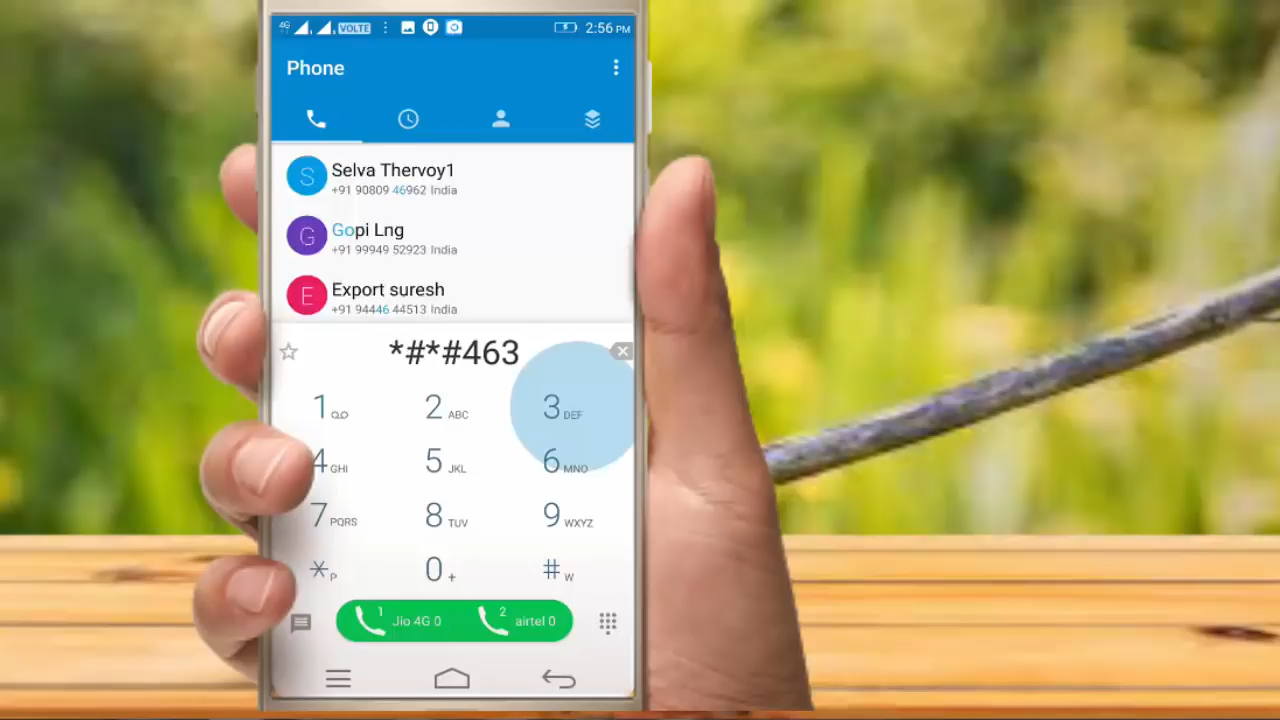 4G VOLTE 2:56 PM
Phone
S Selva Thervoy1
+91 90809 46962 India
G Gopi Lng
+91 99949 52923 India
E Export suresh
+91 94446 44513 India
*#*#463
1 2 ABC 3 DEF
4 GHI 5 JKL 6 MNO
7 PQRS 8 TUV 9 WXYZ
* P 0 + # W
1 Jio 4G 0 2 airtel 0